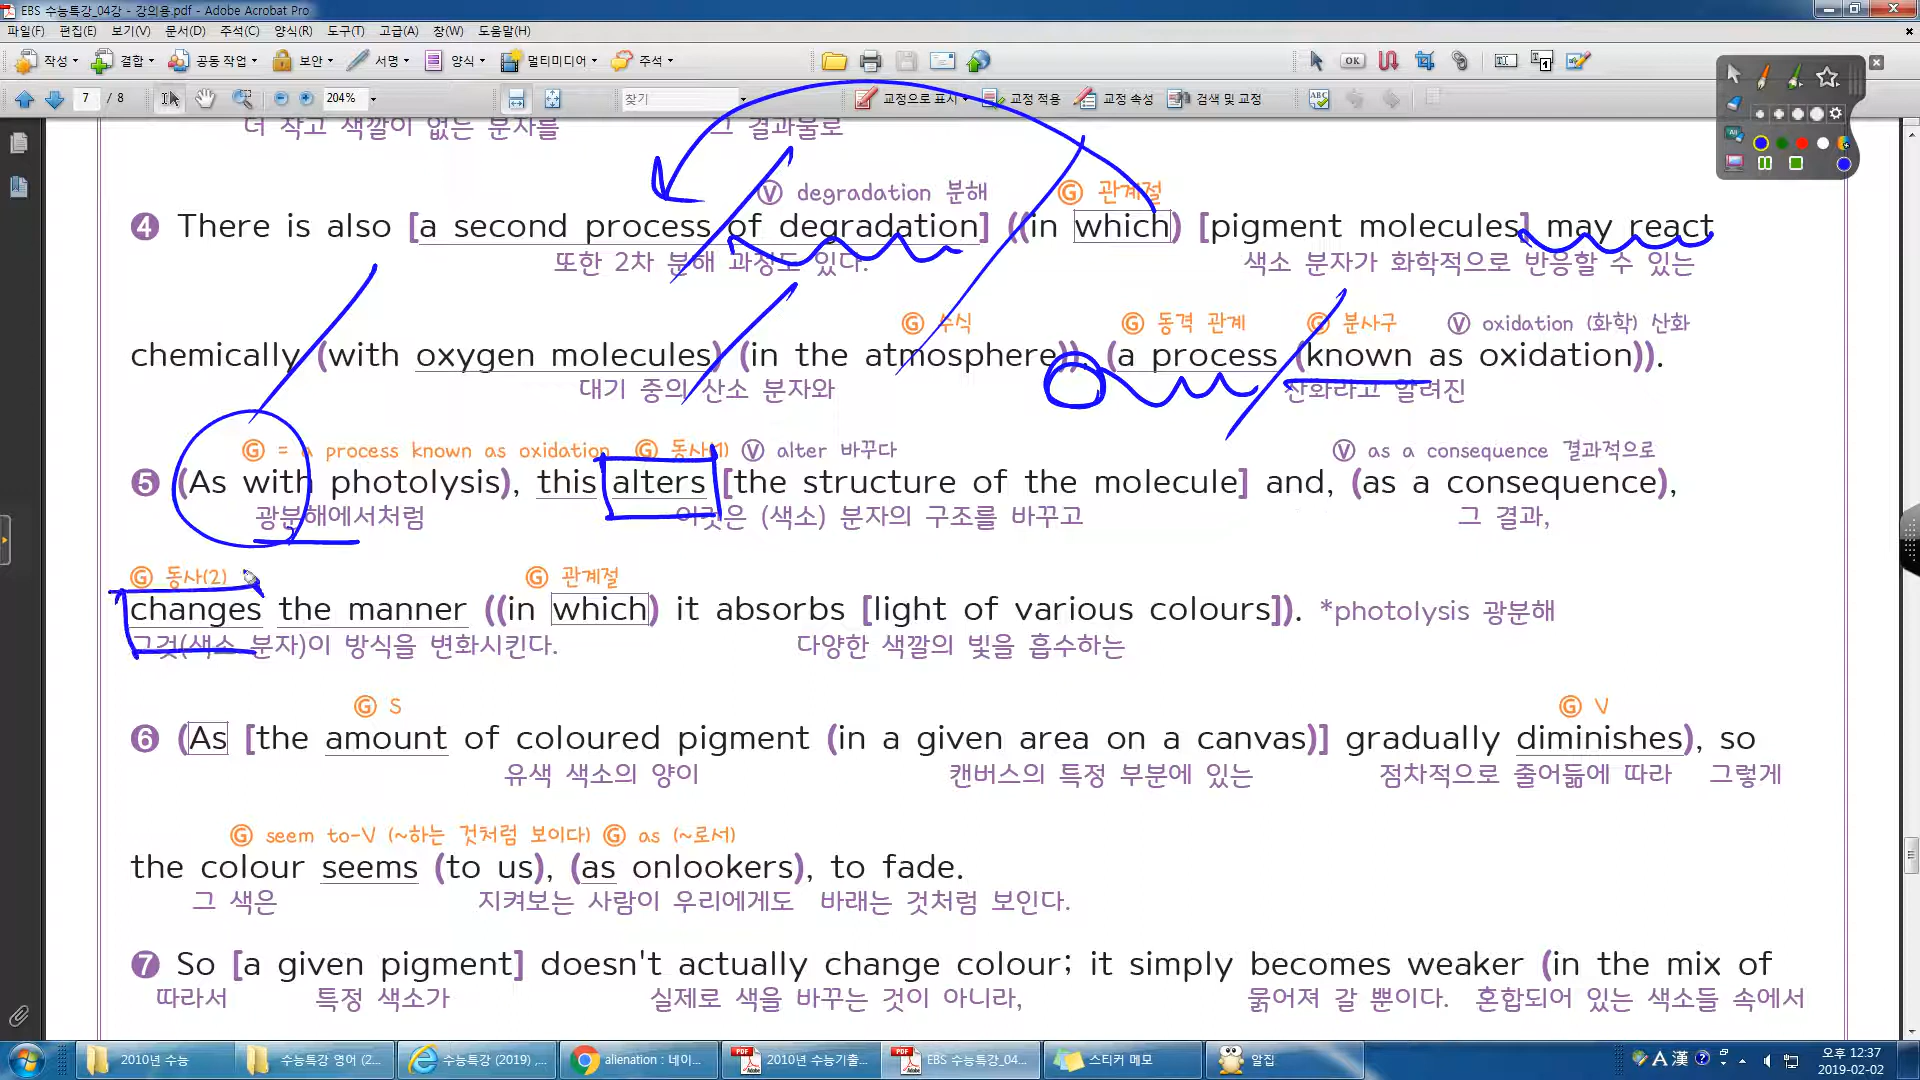 EBS 수능특강_04강 - 강의용.pdf - Adobe Acrobat Pro
파일(F) 편집(E) 보기(V) 문서(D) 주석(C) 양식(R) 도구(T) 고급(A) 창(W) 도움말(H)
작성 결합 공동 작업 보안 서명 양식 멀티미디어 주석 OK
7 / 8 204% 찾기 교정으로 표시 교정 적용 교정 속성 검색 및 교정
더 작고 색깔이 없는 분자를 그 결과물로
Ⓥ degradation 분해 Ⓖ 관계절
❹ There is also [a second process of degradation] ((in which) [pigment molecules] may react
또한 2차 분해 과정도 있다. 색소 분자가 화학적으로 반응할 수 있는
Ⓖ 수식 Ⓖ 동격 관계 Ⓖ 분사구 Ⓥ oxidation (화학) 산화
chemically (with oxygen molecules) (in the atmosphere)), (a process (known as oxidation)).
대기 중의 산소 분자와 산화라고 알려진
Ⓖ = a process known as oxidation Ⓖ 동사(1) Ⓥ alter 바꾸다 Ⓥ as a consequence 결과적으로
❺ (As with photolysis), this alters [the structure of the molecule] and, (as a consequence),
광분해에서처럼 이것은 (색소) 분자의 구조를 바꾸고 그 결과,
Ⓖ 동사(2) Ⓖ 관계절
changes the manner ((in which) it absorbs [light of various colours]). *photolysis 광분해
그것(색소 분자)이 방식을 변화시킨다. 다양한 색깔의 빛을 흡수하는
Ⓖ S Ⓖ V
❻ (As [the amount of coloured pigment (in a given area on a canvas)] gradually diminishes), so
유색 색소의 양이 캔버스의 특정 부분에 있는 점차적으로 줄어듦에 따라 그렇게
Ⓖ seem to-V (~하는 것처럼 보이다) Ⓖ as (~로서)
the colour seems (to us), (as onlookers), to fade.
그 색은 지켜보는 사람이 우리에게도 바래는 것처럼 보인다.
❼ So [a given pigment] doesn't actually change colour; it simply becomes weaker (in the mix of
따라서 특정 색소가 실제로 색을 바꾸는 것이 아니라, 묽어져 갈 뿐이다. 혼합되어 있는 색소들 속에서
2010년 수능 수능특강 영어 (2... 수능특강 (2019) ,... alienation : 네이... 2010년 수능기출... EBS 수능특강_04... 스티커 메모 알집 A 漢 오후 12:37
2019-02-02